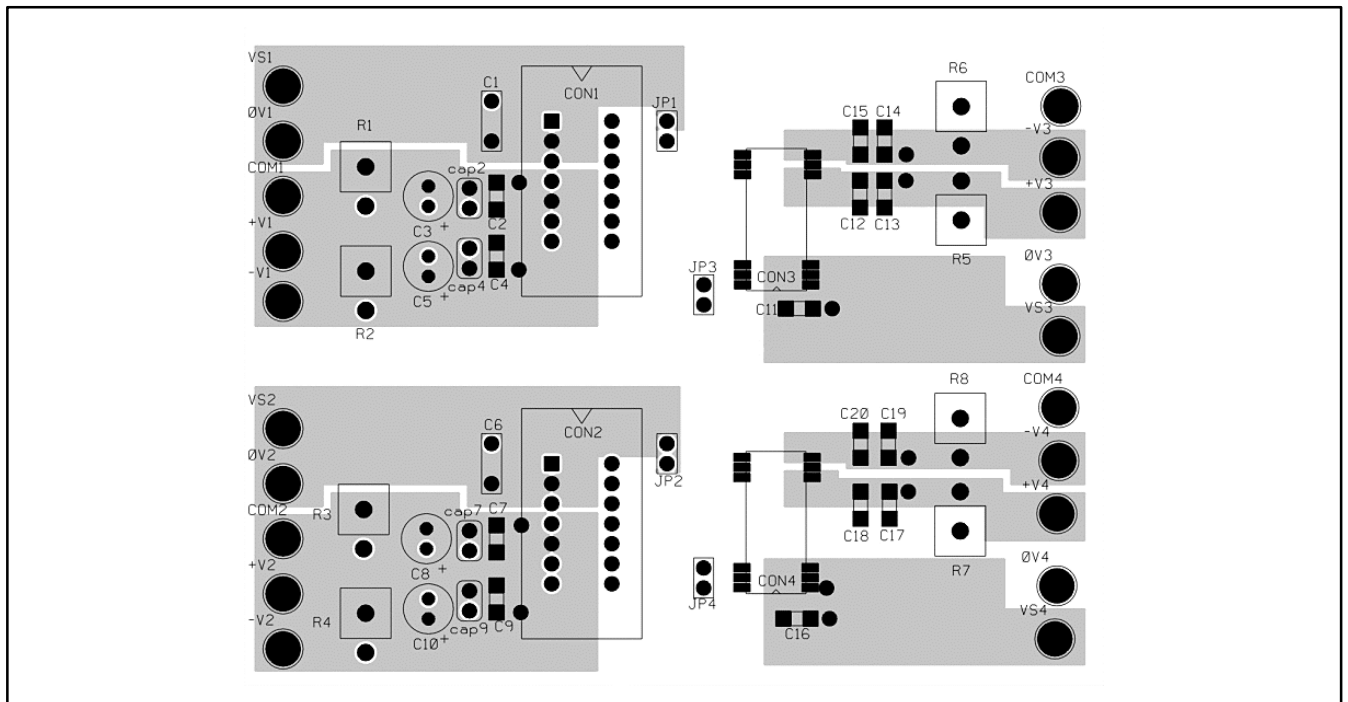 VS1
ØV1
COM1
+V1
-V1
R1
R2
C1
CON1
JP1
cap2
C2
C3
+
cap4
C4
C5
+
R6
COM3
C15 C14
-V3
+V3
C12 C13
R5
ØV3
JP3
CON3
C11
VS3
VS2
ØV2
COM2
+V2
-V2
R3
R4
C6
CON2
JP2
cap7
C7
C8
+
cap9
C9
C10
+
R8
COM4
C20 C19
-V4
+V4
C18 C17
R7
ØV4
JP4
CON4
C16
VS4